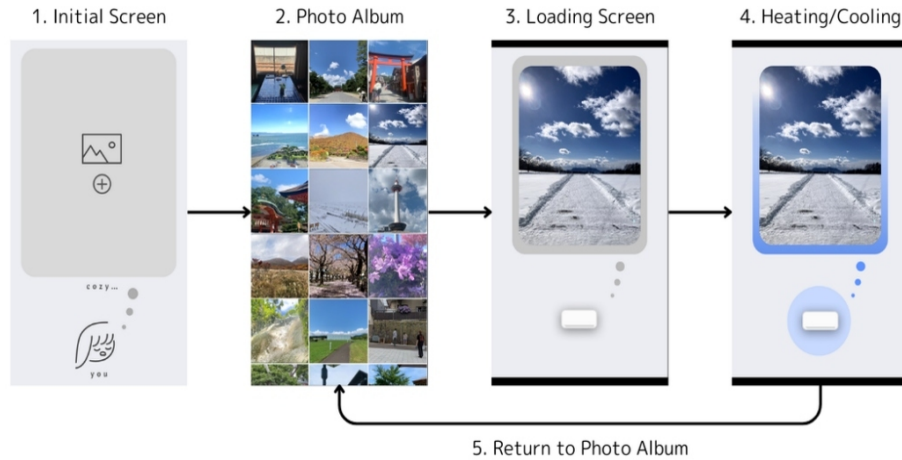 1. Initial Screen
2. Photo Album
3. Loading Screen
4. Heating/Cooling
cozy...
you
5. Return to Photo Album